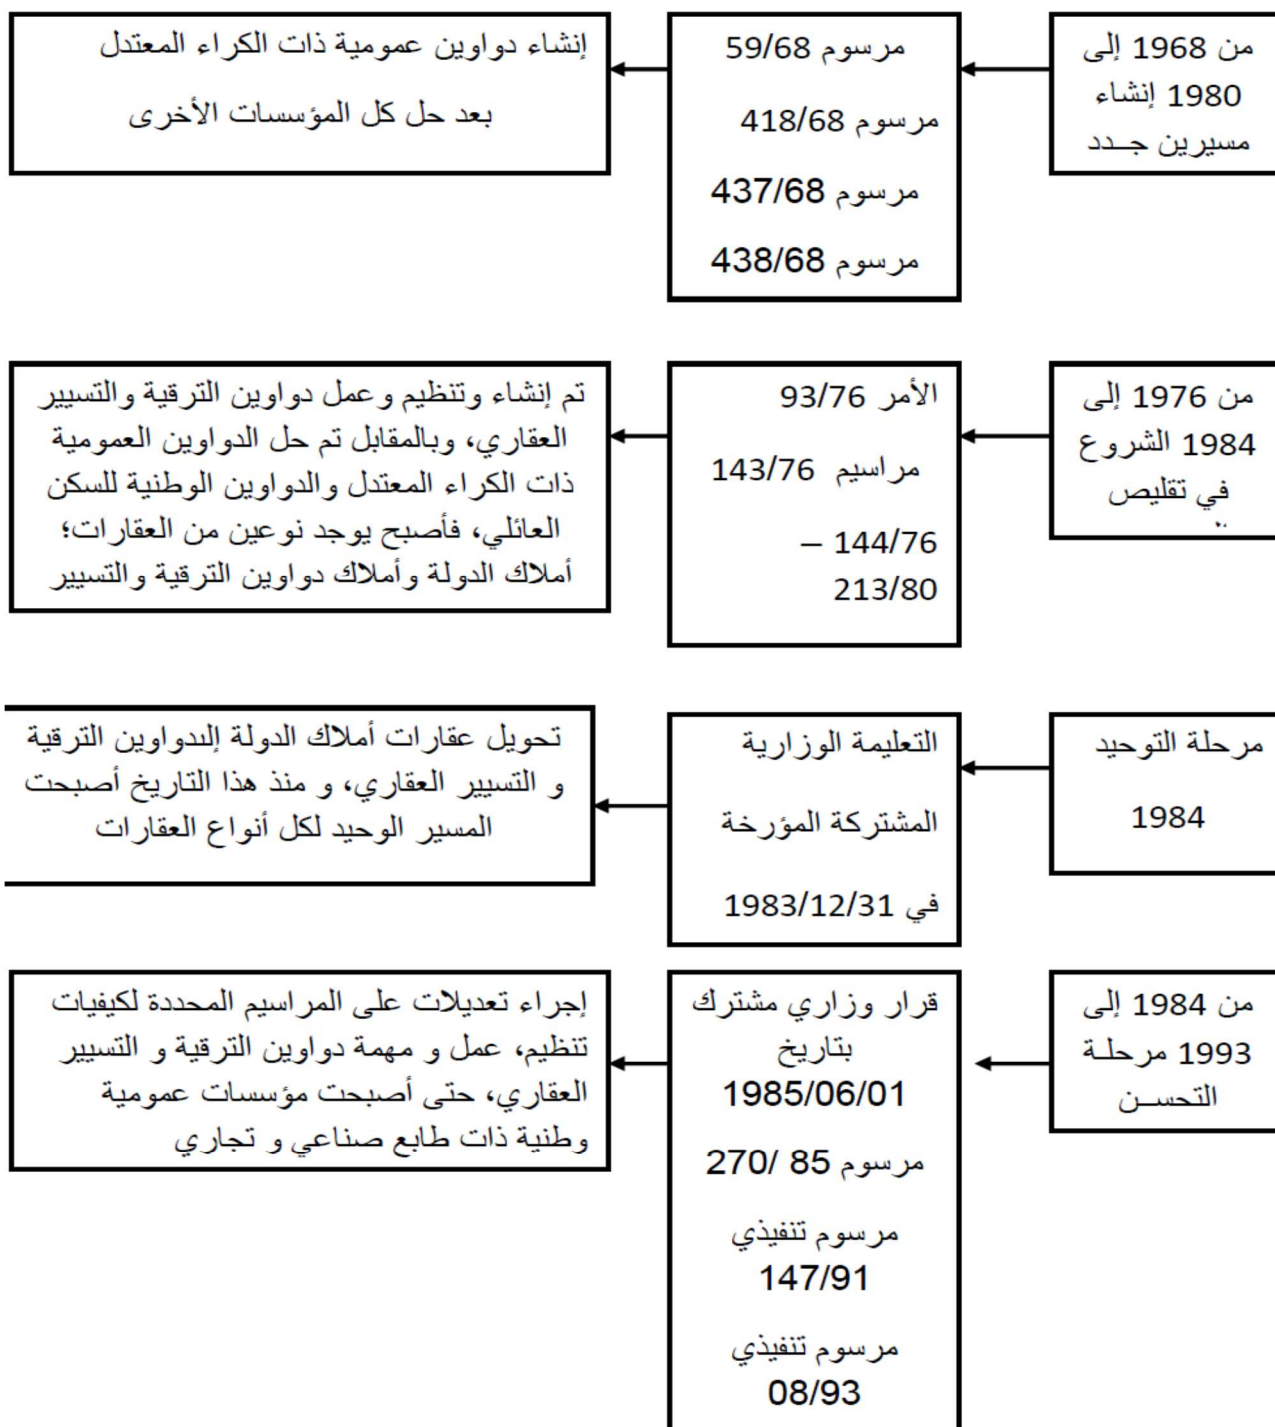 من 1968 إلى
1980 إنشاء
مسيرين جــدد
مرسوم 59/68
مرسوم 418/68
مرسوم 437/68
مرسوم 438/68
إنشاء دواوين عمومية ذات الكراء المعتدل
بعد حل كل المؤسسات الأخرى
من 1976 إلى
1984 الشروع
في تقليص
الأمر 93/76
مراسيم 143/76
144/76 –
213/80
تم إنشاء وتنظيم وعمل دواوين الترقية والتسيير
العقاري، وبالمقابل تم حل الدواوين العمومية
ذات الكراء المعتدل والدواوين الوطنية للسكن
العائلي، فأصبح يوجد نوعين من العقارات؛
أملاك الدولة وأملاك دواوين الترقية والتسيير
مرحلة التوحيد
1984
التعليمة الوزارية
المشتركة المؤرخة
في 1983/12/31
تحويل عقارات أملاك الدولة إلىدواوين الترقية
و التسيير العقاري، و منذ هذا التاريخ أصبحت
المسير الوحيد لكل أنواع العقارات
من 1984 إلى
1993 مرحلـة
التحســن
قرار وزاري مشترك
بتاريخ
1985/06/01
مرسوم 85 /270
مرسوم تنفيذي
147/91
مرسوم تنفيذي
08/93
إجراء تعديلات على المراسيم المحددة لكيفيات
تنظيم، عمل و مهمة دواوين الترقية و التسيير
العقاري، حتى أصبحت مؤسسات عمومية
وطنية ذات طابع صناعي و تجاري